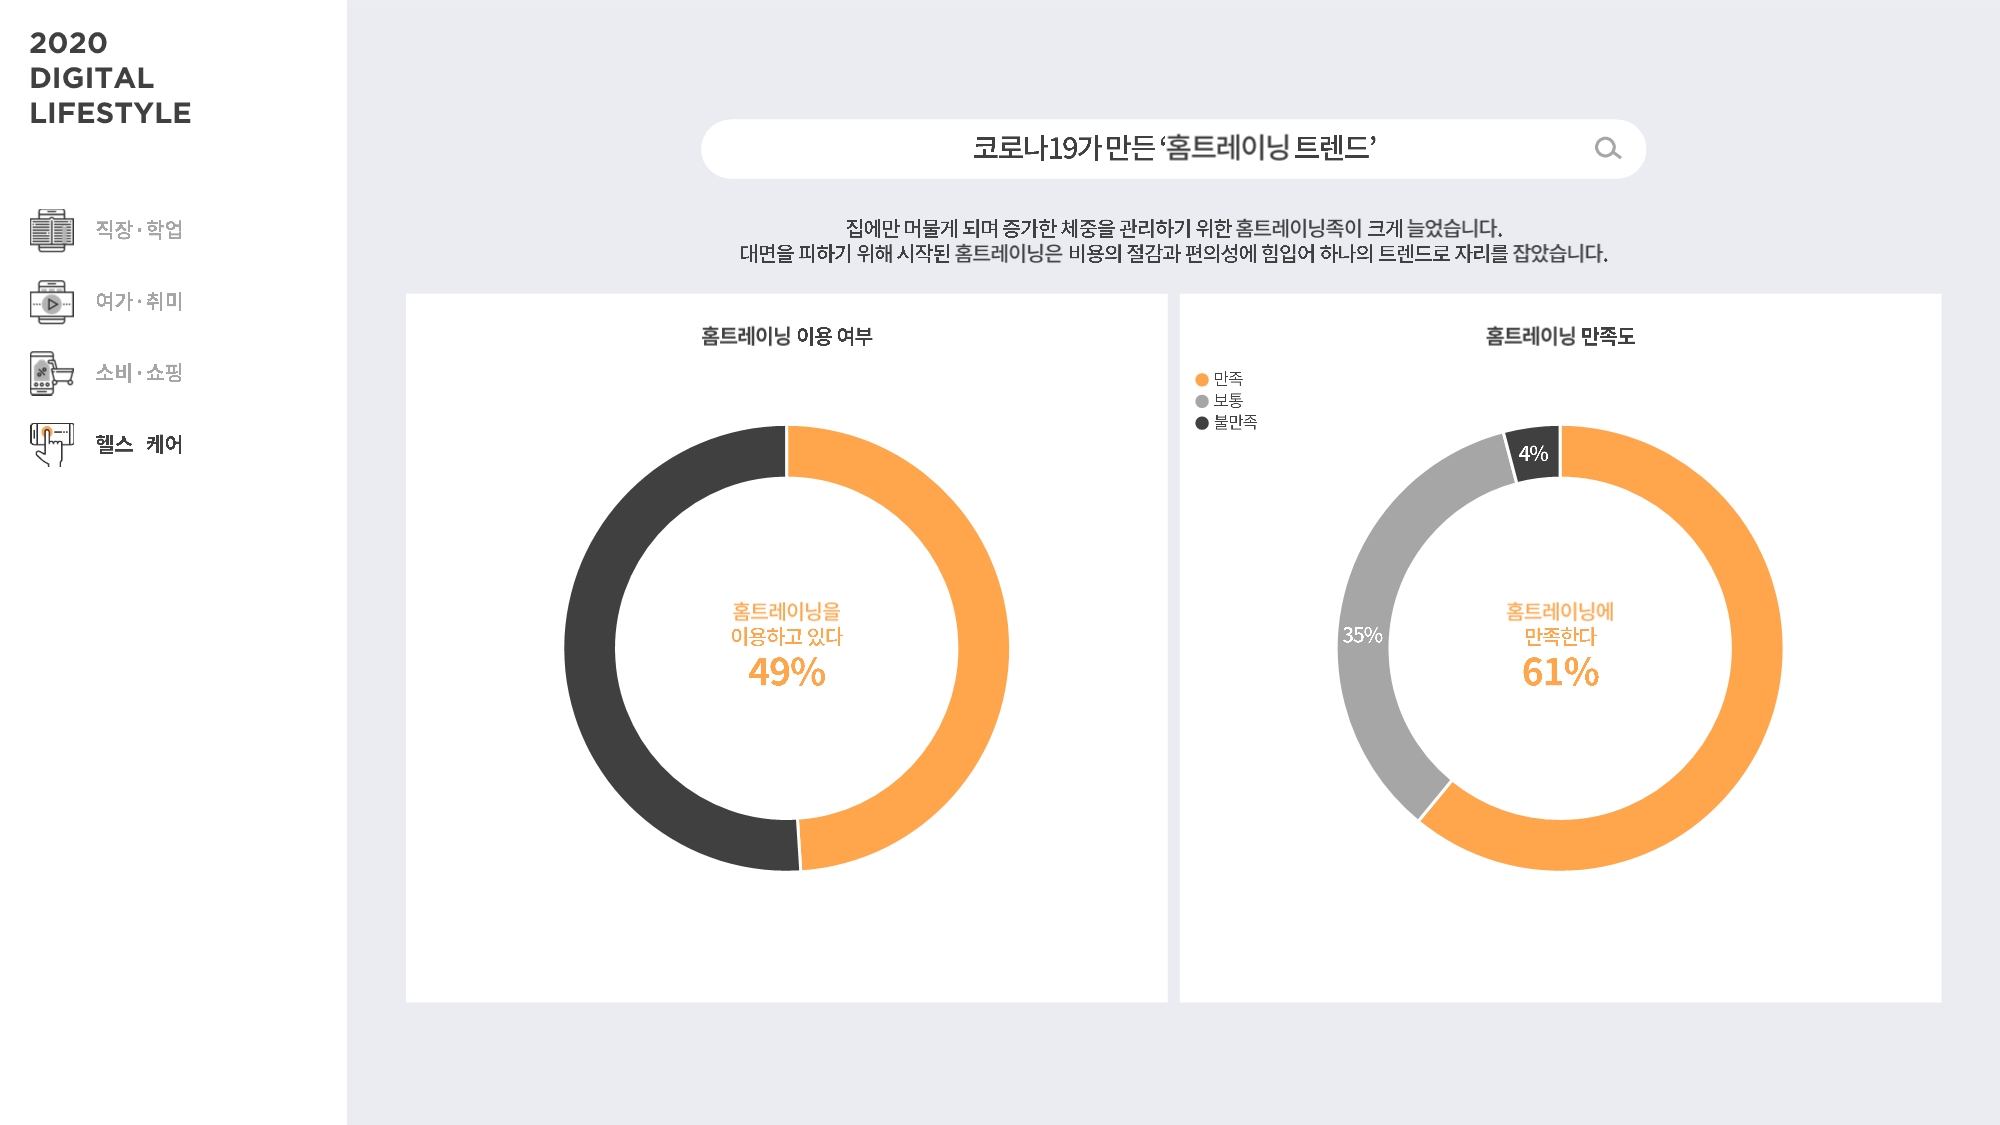 2020
DIGITAL
LIFESTYLE
직장·학업
여가·취미
소비·쇼핑
헬스 케어
코로나19가 만든 ‘홈트레이닝 트렌드’
집에만 머물게 되며 증가한 체중을 관리하기 위한 홈트레이닝족이 크게 늘었습니다.
대면을 피하기 위해 시작된 홈트레이닝은 비용의 절감과 편의성에 힘입어 하나의 트렌드로 자리를 잡았습니다.
홈트레이닝 이용 여부
홈트레이닝을
이용하고 있다
49%
홈트레이닝 만족도
만족
보통
불만족
4%
35%
홈트레이닝에
만족한다
61%